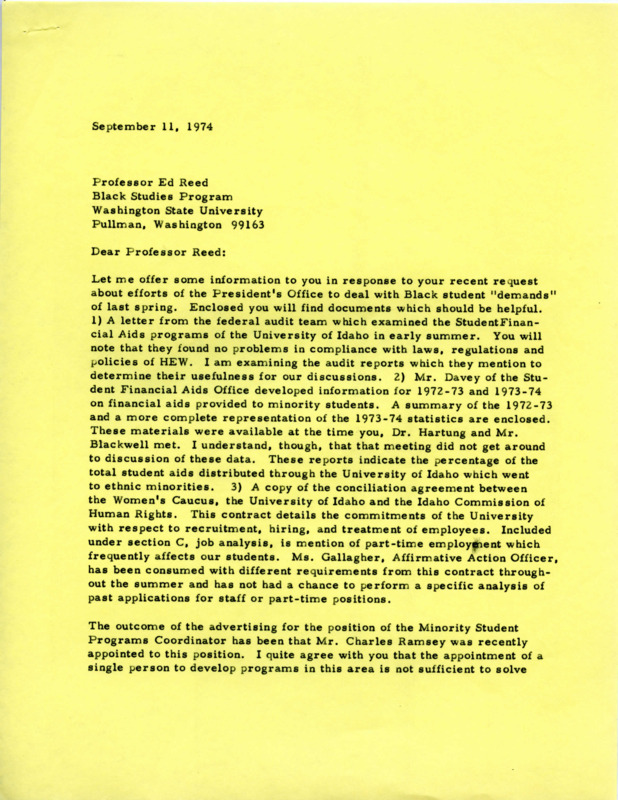 September 11, 1974
Professor Ed Reed
Black Studies Program
Washington State University
Pullman, Washington 99163
Dear Professor Reed:
Let me offer some information to you in response to your recent request
about efforts of the President's Office to deal with Black student "demands"
of last spring. Enclosed you will find documents which should be helpful.
1) A letter from the federal audit team which examined the StudentFinan-
cial Aids programs of the University of Idaho in early summer. You will
note that they found no problems in compliance with laws, regulations and
policies of HEW. I am examining the audit reports which they mention to
determine their usefulness for our discussions. 2) Mr. Davey of the Stu-
dent Financial Aids Office developed information for 1972-73 and 1973-74
on financial aids provided to minority students. A summary of the 1972-73
and a more complete representation of the 1973-74 statistics are enclosed.
These materials were available at the time you, Dr. Hartung and Mr.
Blackwell met. I understand, though, that that meeting did not get around
to discussion of these data. These reports indicate the percentage of the
total student aids distributed through the University of Idaho which went
to ethnic minorities. 3) A copy of the conciliation agreement between
the Women's Caucus, the University of Idaho and the Idaho Commission of
Human Rights. This contract details the commitments of the University
with respect to recruitment, hiring, and treatment of employees. Included
under section C, job analysis, is mention of part-time employment which
frequently affects our students. Ms. Gallagher, Affirmative Action Officer,
has been consumed with different requirements from this contract through-
out the summer and has not had a chance to perform a specific analysis of
past applications for staff or part-time positions.
The outcome of the advertising for the position of the Minority Student
Programs Coordinator has been that Mr. Charles Ramsey was recently
appointed to this position. I quite agree with you that the appointment of a
single person to develop programs in this area is not sufficient to solve